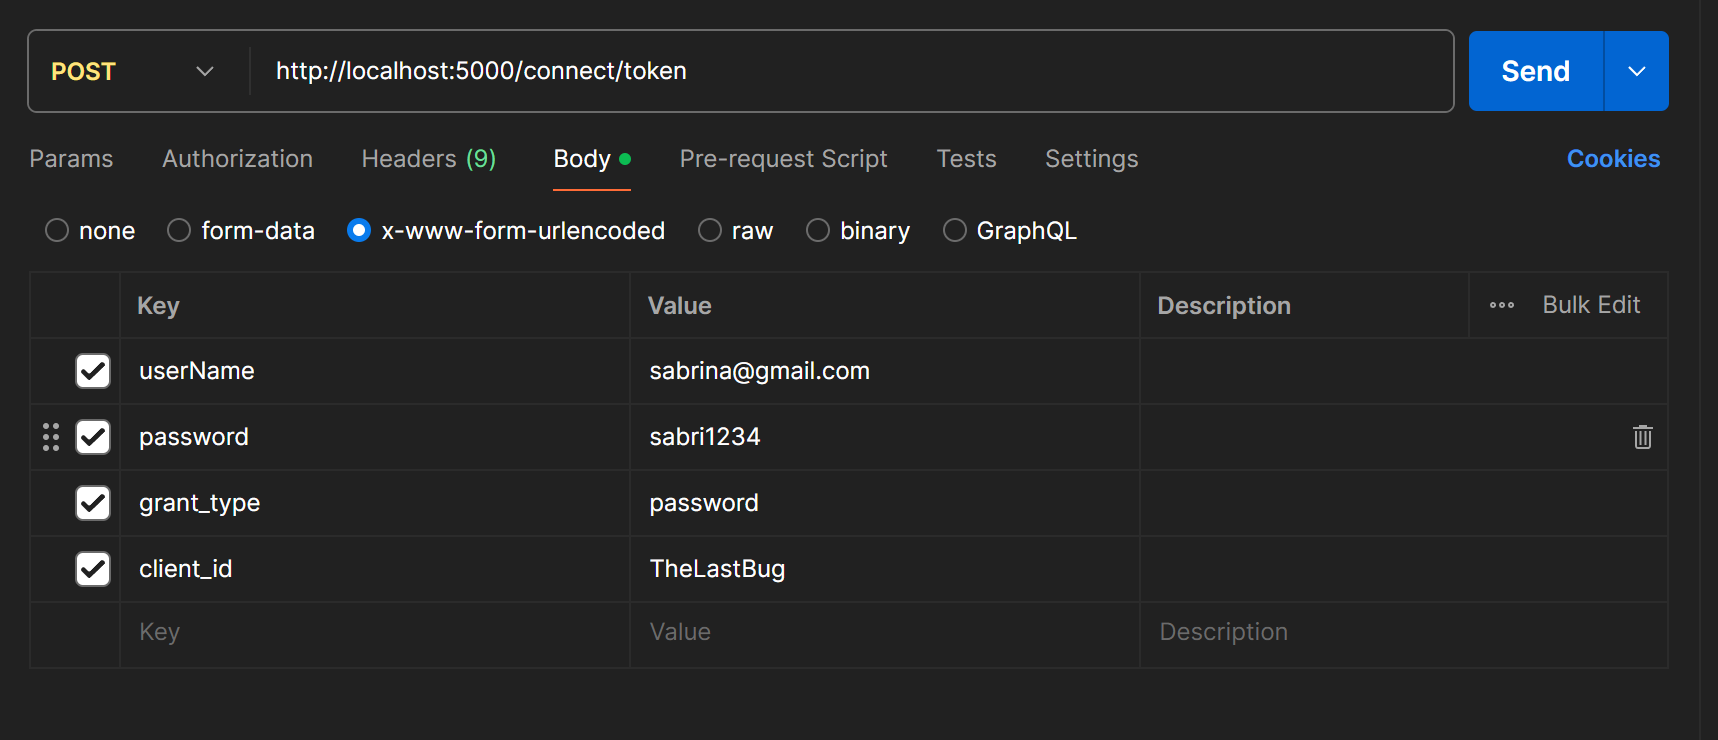 POST http://localhost:5000/connect/token Send
Params Authorization Headers (9) Body Pre-request Script Tests Settings Cookies
none form-data x-www-form-urlencoded raw binary GraphQL
Key Value Description Bulk Edit
userName sabrina@gmail.com
password sabri1234
grant_type password
client_id TheLastBug
Key Value Description